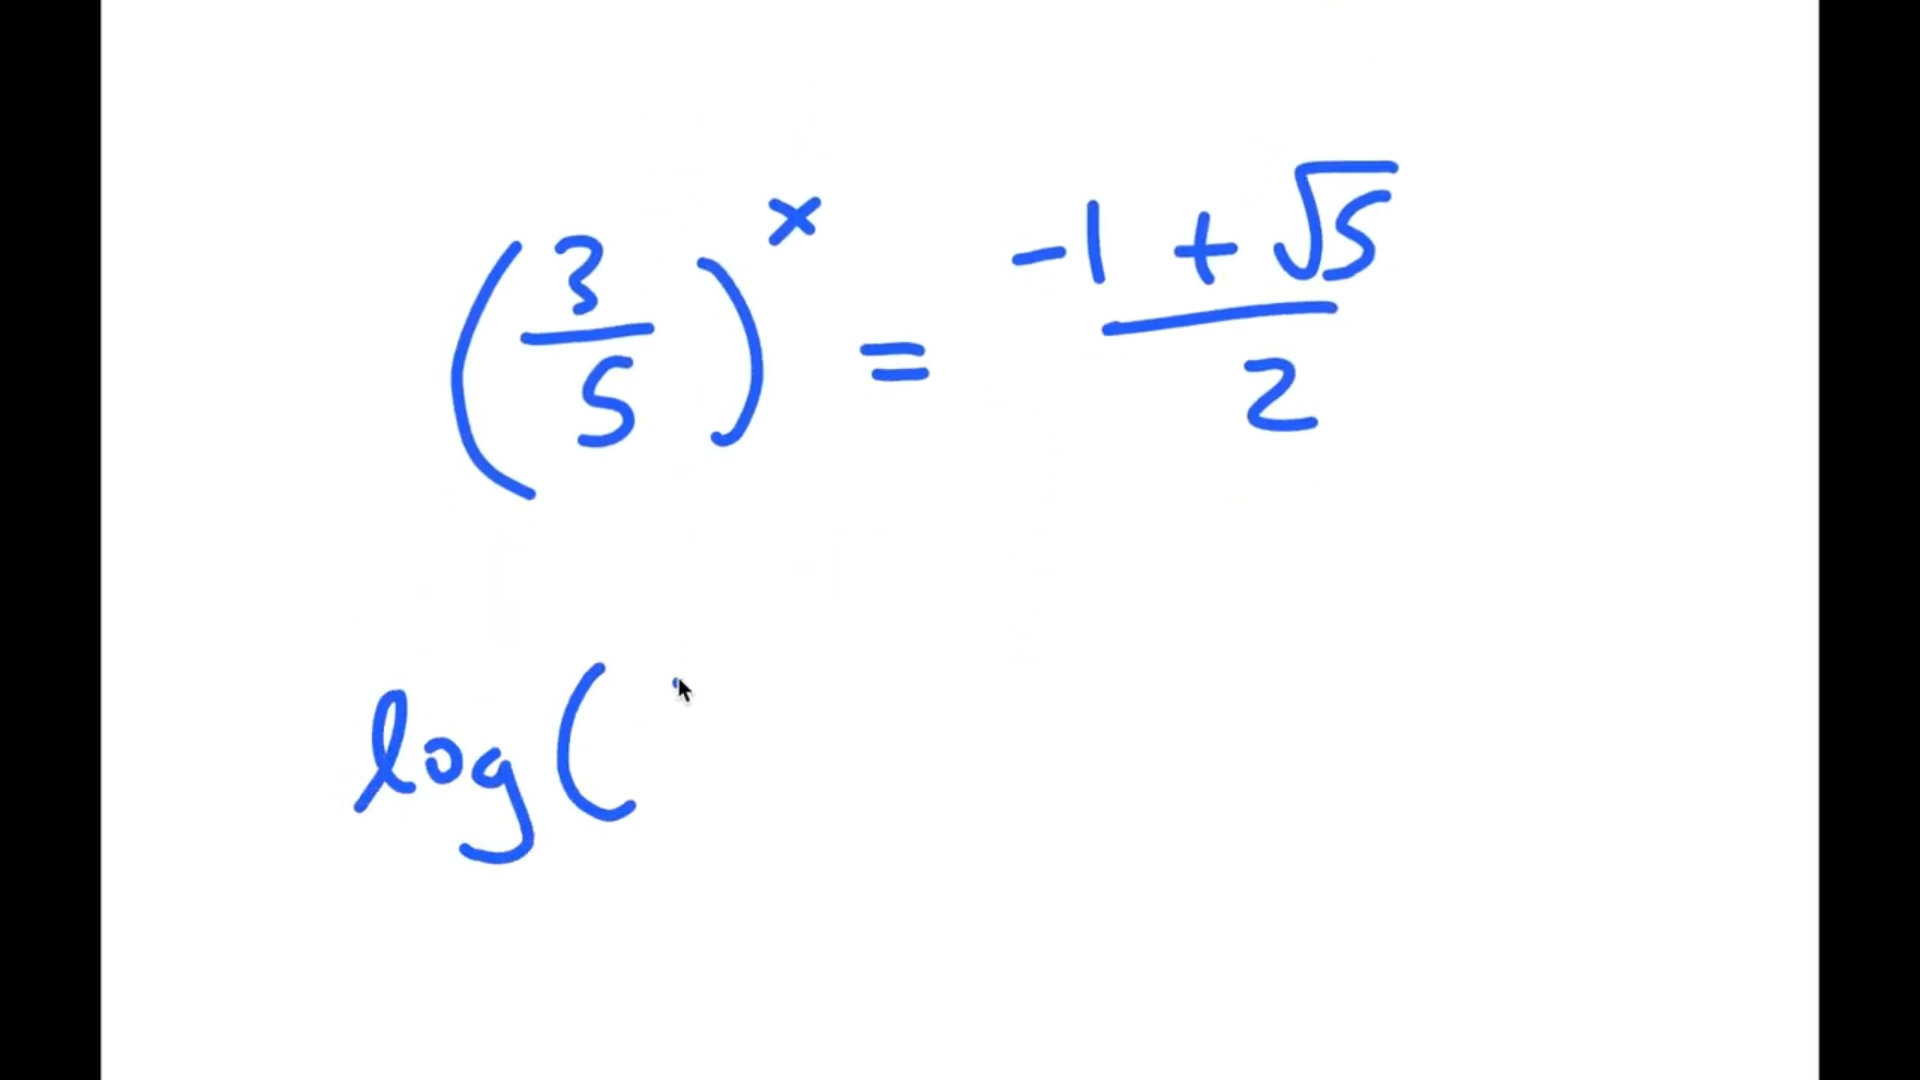 (3/5)^x = (-1 + √5)/2
log(